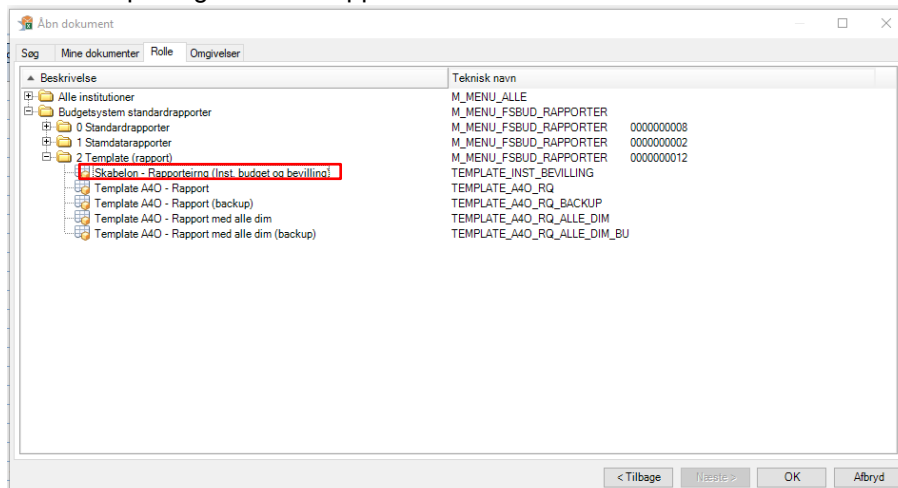 Åbn dokument
Søg Mine dokumenter Rolle Omgivelser
Beskrivelse Teknisk navn
Alle institutioner M_MENU_ALLE
Budgetsystem standardrapporter M_MENU_FSBUD_RAPPORTER
0 Standardrapporter M_MENU_FSBUD_RAPPORTER 0000000008
1 Stamdatarapporter M_MENU_FSBUD_RAPPORTER 0000000002
2 Template (rapport) M_MENU_FSBUD_RAPPORTER 0000000012
Skabelon - Rapporteirng (Inst. budget og bevilling) TEMPLATE_INST_BEVILLING
Template A4O - Rapport TEMPLATE_A4O_RQ
Template A4O - Rapport (backup) TEMPLATE_A4O_RQ_BACKUP
Template A4O - Rapport med alle dim TEMPLATE_A4O_RQ_ALLE_DIM
Template A4O - Rapport med alle dim (backup) TEMPLATE_A4O_RQ_ALLE_DIM_BU
< Tilbage Næste > OK Afbryd